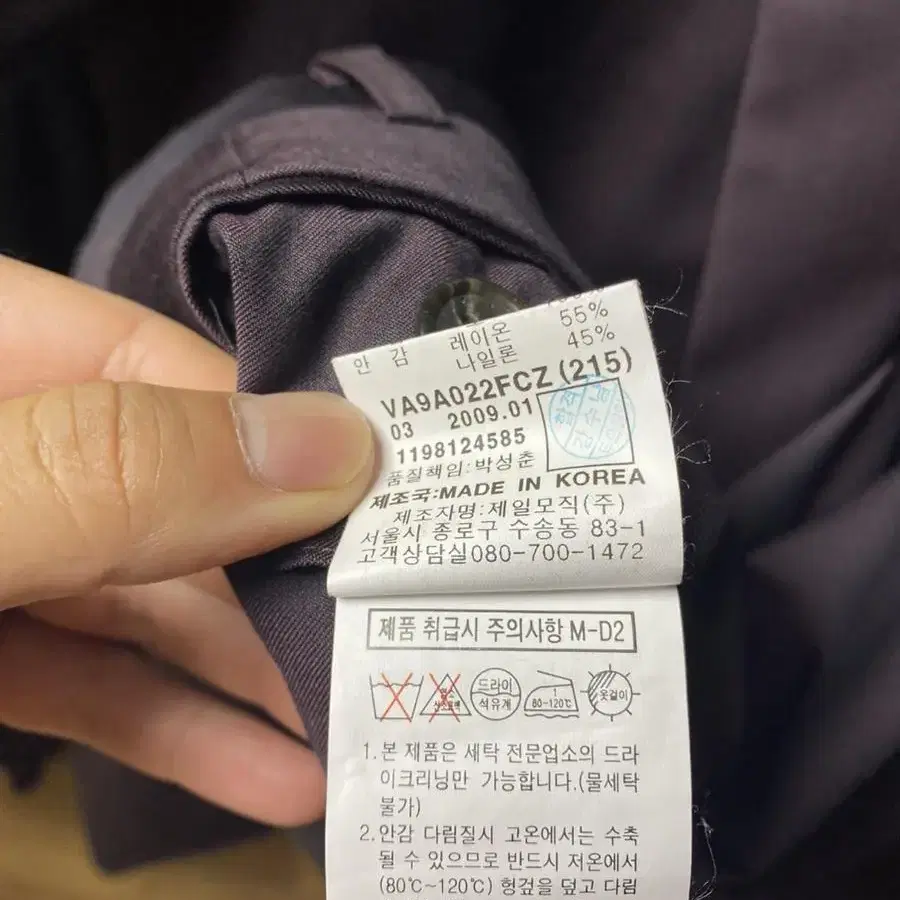 55%
안 감 레이온 45%
나일론
VA9A022FCZ (215)
03 2009.01
1198124585
품질책임:박성춘
제조국:MADE IN KOREA
제조자명:제일모직(주)
서울시 종로구 수송동 83-1
고객상담실080-700-1472
제품 취급시 주의사항 M-D2
염소
산소표백
드라이
석유계
1
80-120℃
옷걸이
1.본 제품은 세탁 전문업소의 드라
이크리닝만 가능합니다.(물세탁
불가)
2.안감 다림질시 고온에서는 수축
될 수 있으므로 반드시 저온에서
(80℃~120℃) 헝겊을 덮고 다림